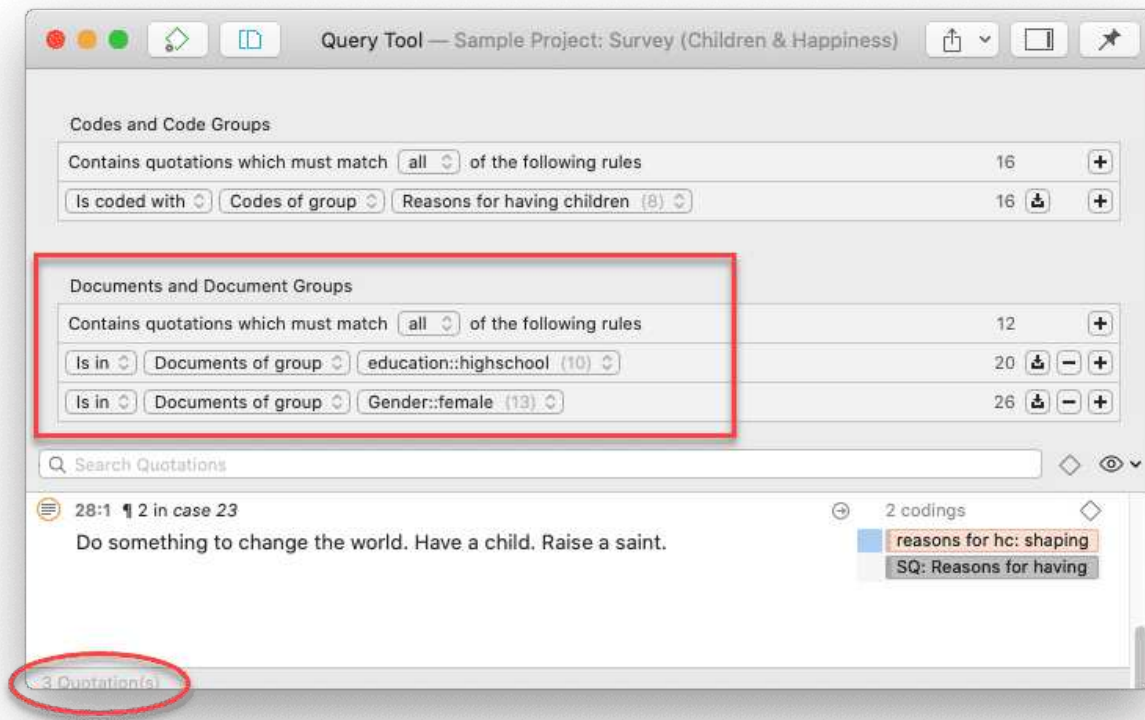 Query Tool — Sample Project: Survey (Children & Happiness)
Codes and Code Groups
Contains quotations which must match all of the following rules 16
Is coded with Codes of group Reasons for having children (8) 16
Documents and Document Groups
Contains quotations which must match all of the following rules 12
Is in Documents of group education::highschool (10) 20
Is in Documents of group Gender::female (13) 26
Search Quotations
28:1 ¶ 2 in case 23 2 codings
Do something to change the world. Have a child. Raise a saint. reasons for hc: shaping
SQ: Reasons for having
3 Quotation(s)